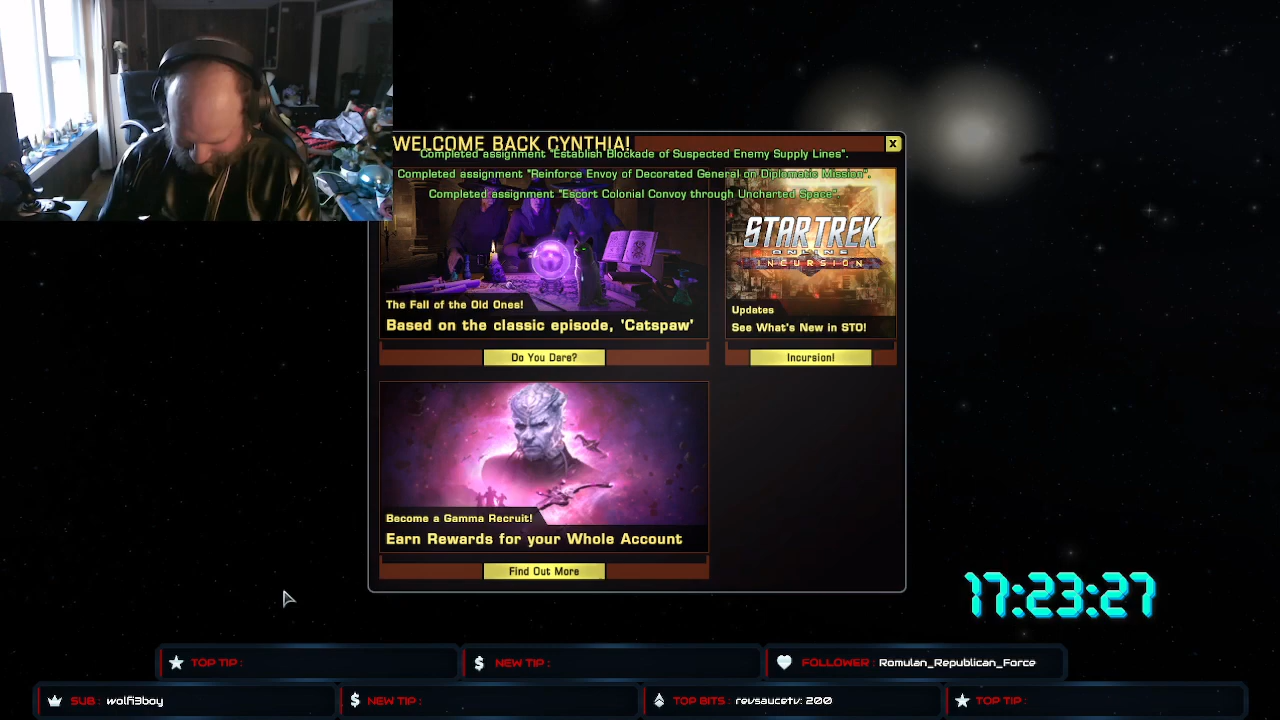 WELCOME BACK CYNTHIA!
X
Completed assignment "Establish Blockade of Suspected Enemy Supply Lines".
Completed assignment "Reinforce Envoy of Decorated General on Diplomatic Mission".
Completed assignment "Escort Colonial Convoy through Uncharted Space".
The Fall of the Old Ones!
Based on the classic episode, 'Catspaw'
Do You Dare?
STAR TREK
ONLINE
INCURSION
Updates
See What's New in STO!
Incursion!
Become a Gamma Recruit!
Earn Rewards for your Whole Account
Find Out More
17:23:27
TOP TIP :
NEW TIP :
FOLLOWER : Romulan_Republican_Force
SUB : wolfi3boy
NEW TIP :
TOP BITS : revsaucetv: 200
TOP TIP :